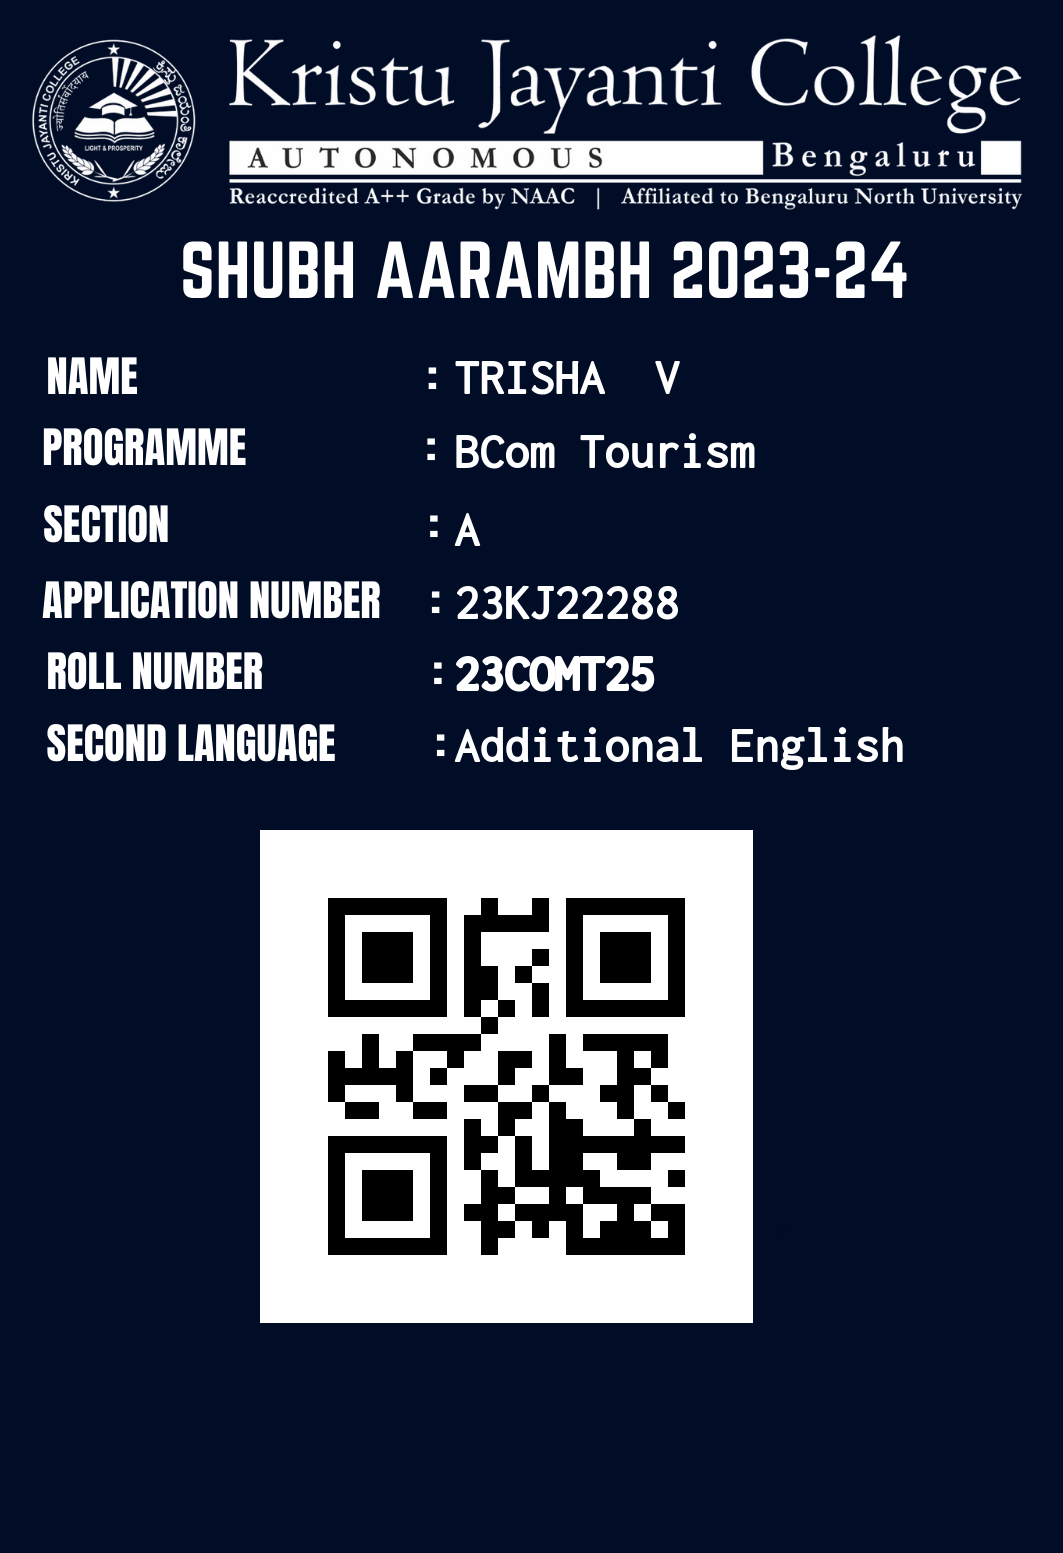 KRISTU JAYANTI COLLEGE
LIGHT & PROSPERITY
Kristu Jayanti College
AUTONOMOUS Bengaluru
Reaccredited A++ Grade by NAAC | Affiliated to Bengaluru North University
SHUBH AARAMBH 2023-24
NAME : TRISHA V
PROGRAMME : BCom Tourism
SECTION : A
APPLICATION NUMBER : 23KJ22288
ROLL NUMBER : 23COMT25
SECOND LANGUAGE : Additional English